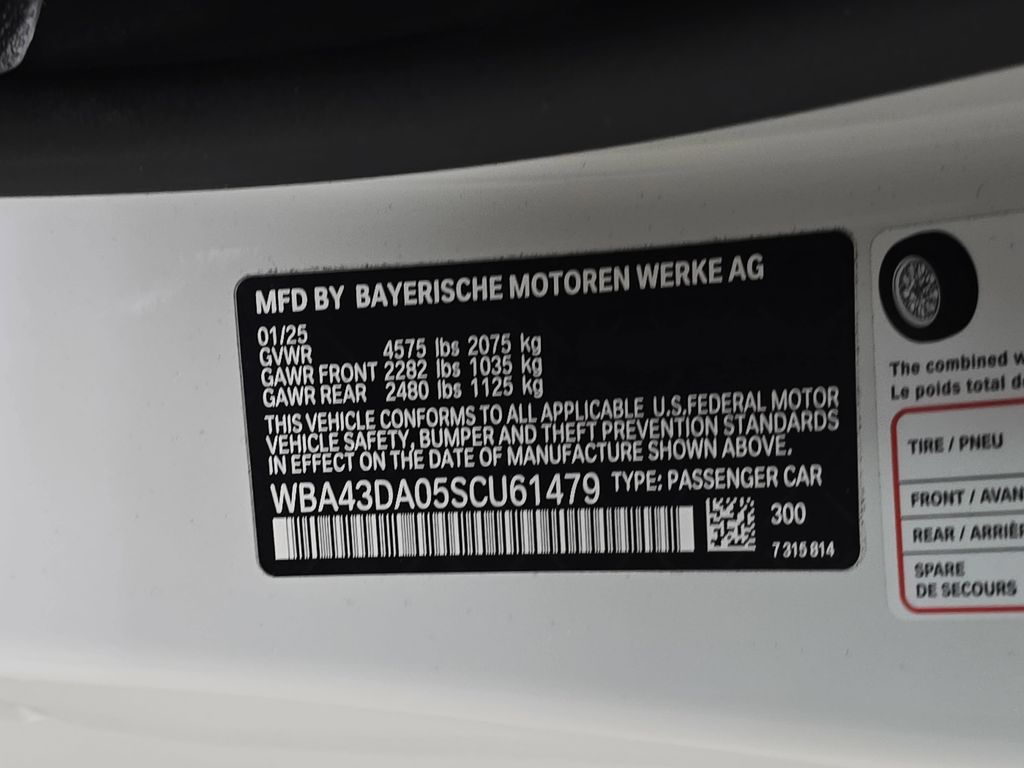 MFD BY BAYERISCHE MOTOREN WERKE AG
01/25
GVWR 4575 lbs 2075 kg
GAWR FRONT 2282 lbs 1035 kg
GAWR REAR 2480 lbs 1125 kg
THIS VEHICLE CONFORMS TO ALL APPLICABLE U.S.FEDERAL MOTOR
VEHICLE SAFETY, BUMPER AND THEFT PREVENTION STANDARDS
IN EFFECT ON THE DATE OF MANUFACTURE SHOWN ABOVE.
WBA43DA05SCU61479 TYPE: PASSENGER CAR
300
7 315 814
The combined
Le poids total
TIRE / PNEU
FRONT / AVAN
REAR / ARRIÈR
SPARE
DE SECOURS